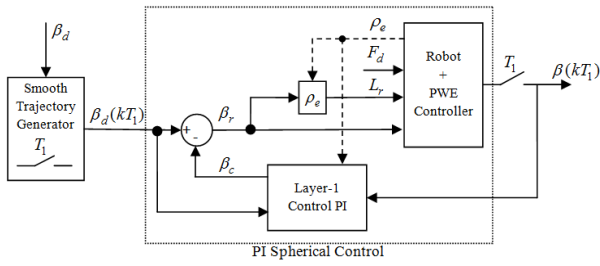 β_d
Smooth
Trajectory
Generator
T_1
β_d(kT_1)
+
-
β_r
β_c
ρ_e
ρ_e
F_d
L_r
Robot
+
PWE
Controller
T_1
β(kT_1)
Layer-1
Control PI
PI Spherical Control